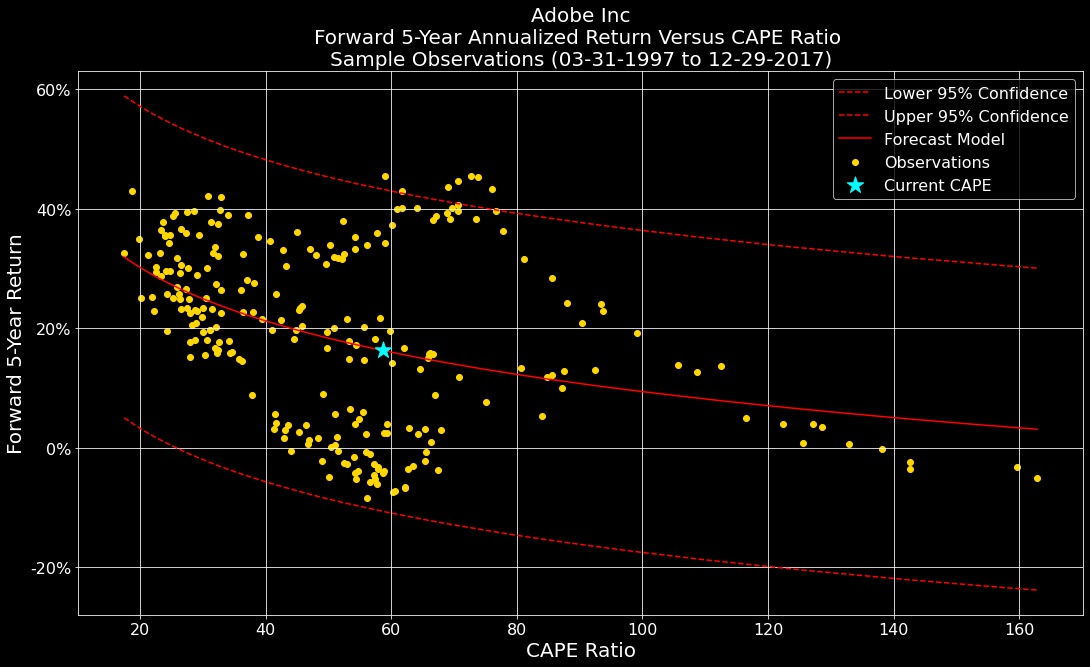 Adobe Inc
Forward 5-Year Annualized Return Versus CAPE Ratio
Sample Observations (03-31-1997 to 12-29-2017)
Lower 95% Confidence
Upper 95% Confidence
Forecast Model
Observations
Current CAPE
Forward 5-Year Return
60%
40%
20%
0%
-20%
20 40 60 80 100 120 140 160
CAPE Ratio